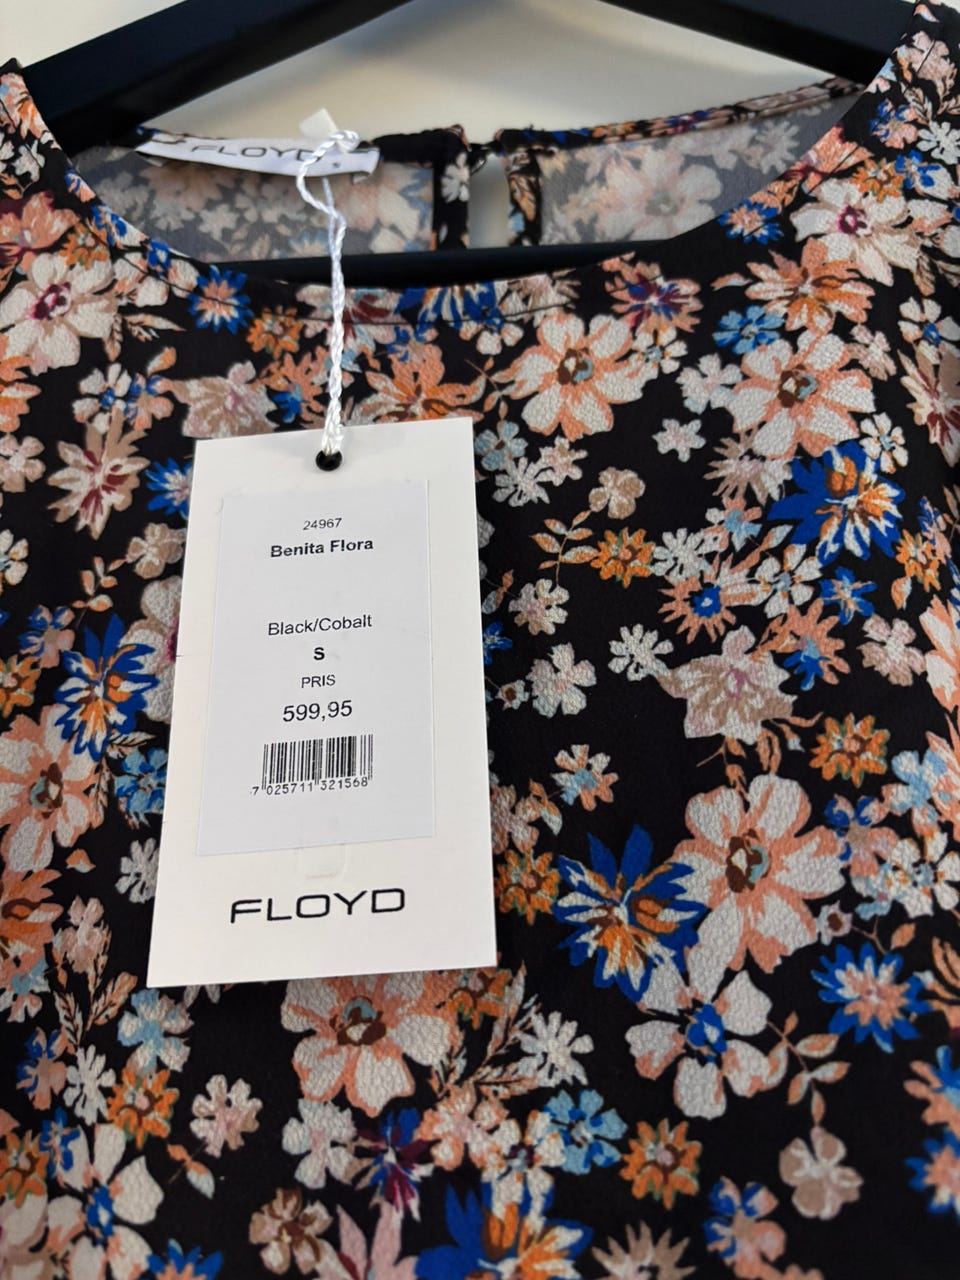 FLOYD
24967
Benita Flora
Black/Cobalt
S
PRIS
599,95
7 025711 321568
FLOYD